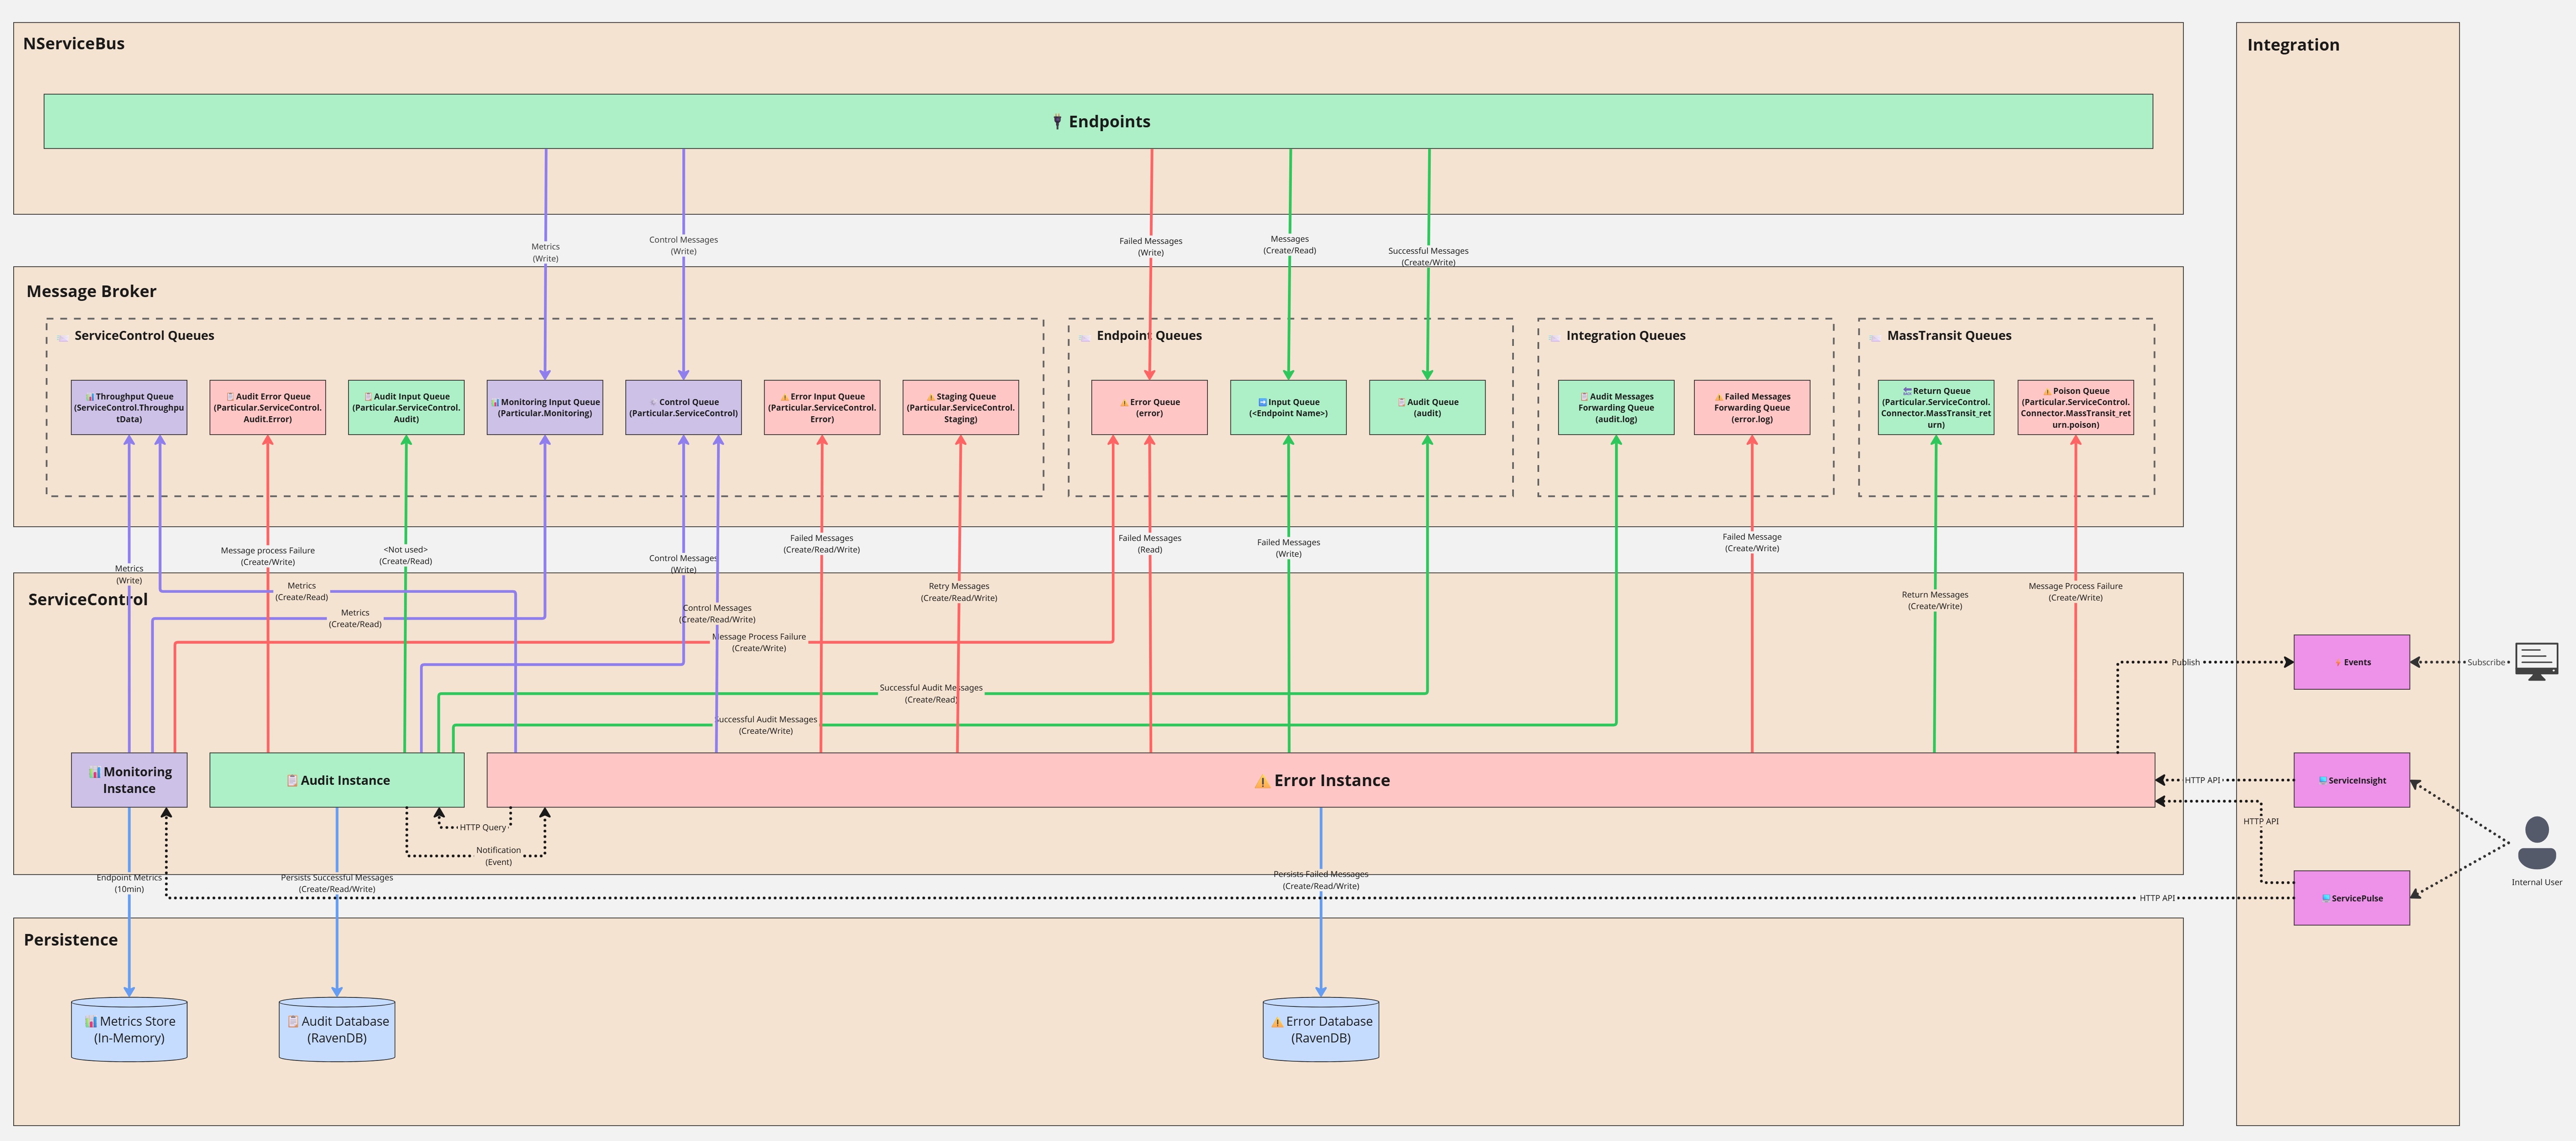 NServiceBus
Integration
Endpoints
Metrics
(Write)
Control Messages
(Write)
Failed Messages
(Write)
Messages
(Create/Read)
Successful Messages
(Create/Write)
Message Broker
ServiceControl Queues
Endpoint Queues
Integration Queues
MassTransit Queues
Throughput Queue
(ServiceControl.Throughpu
tData)
Audit Error Queue
(Particular.ServiceControl.
Audit.Error)
Audit Input Queue
(Particular.ServiceControl.
Audit)
Monitoring Input Queue
(Particular.Monitoring)
Control Queue
(Particular.ServiceControl)
Error Input Queue
(Particular.ServiceControl.
Error)
Staging Queue
(Particular.ServiceControl.
Staging)
Error Queue
(error)
Input Queue
(<Endpoint Name>)
Audit Queue
(audit)
Audit Messages
Forwarding Queue
(audit.log)
Failed Messages
Forwarding Queue
(error.log)
Return Queue
(Particular.ServiceControl.
Connector.MassTransit_ret
urn)
Poison Queue
(Particular.ServiceControl.
Connector.MassTransit_ret
urn.poison)
Metrics
(Write)
Message process Failure
(Create/Write)
<Not used>
(Create/Read)
Control Messages
(Write)
Failed Messages
(Create/Read/Write)
Failed Messages
(Read)
Failed Messages
(Write)
Failed Message
(Create/Write)
ServiceControl
Metrics
(Create/Read)
Metrics
(Create/Read)
Control Messages
(Create/Read/Write)
Retry Messages
(Create/Read/Write)
Return Messages
(Create/Write)
Message Process Failure
(Create/Write)
Message Process Failure
(Create/Write)
Successful Audit Messages
(Create/Read)
Successful Audit Messages
(Create/Write)
Publish
Events
Subscribe
Monitoring
Instance
Audit Instance
Error Instance
HTTP API
ServiceInsight
HTTP Query
HTTP API
Notification
(Event)
Endpoint Metrics
(10min)
Persists Successful Messages
(Create/Read/Write)
Persists Failed Messages
(Create/Read/Write)
HTTP API
ServicePulse
Internal User
Persistence
Metrics Store
(In-Memory)
Audit Database
(RavenDB)
Error Database
(RavenDB)